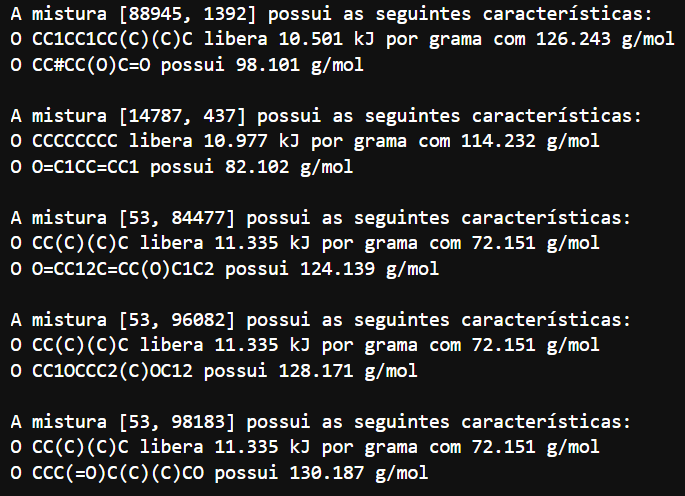 A mistura [88945, 1392] possui as seguintes características:
O CC1CC1CC(C)(C)C libera 10.501 kJ por grama com 126.243 g/mol
O CC#CC(O)C=O possui 98.101 g/mol
A mistura [14787, 437] possui as seguintes características:
O CCCCCCCC libera 10.977 kJ por grama com 114.232 g/mol
O O=C1CC=CC1 possui 82.102 g/mol
A mistura [53, 84477] possui as seguintes características:
O CC(C)(C)C libera 11.335 kJ por grama com 72.151 g/mol
O O=CC12C=CC(O)C1C2 possui 124.139 g/mol
A mistura [53, 96082] possui as seguintes características:
O CC(C)(C)C libera 11.335 kJ por grama com 72.151 g/mol
O CC1OCCC2(C)OC12 possui 128.171 g/mol
A mistura [53, 98183] possui as seguintes características:
O CC(C)(C)C libera 11.335 kJ por grama com 72.151 g/mol
O CCC(=O)C(C)(C)CO possui 130.187 g/mol